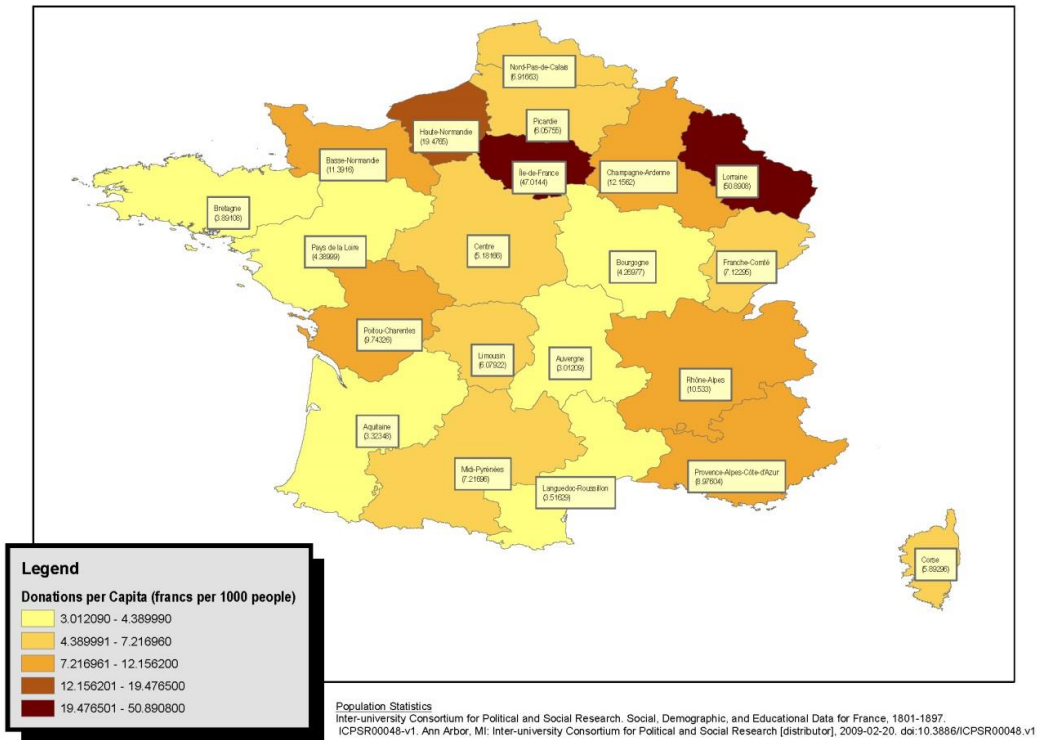 Nord-Pas-de-Calais
(6.91663)
Picardie
(6.05755)
Haute-Normandie
(19.4765)
Basse-Normandie
(11.3916)
Île-de-France
(47.0144)
Champagne-Ardenne
(12.1562)
Lorraine
(50.8908)
Bretagne
(3.89108)
Pays de la Loire
(4.38999)
Centre
(5.18166)
Bourgogne
(4.26977)
Franche-Comté
(7.12295)
Poitou-Charentes
(9.74326)
Limousin
(6.07922)
Auvergne
(3.01209)
Rhône-Alpes
(10.533)
Aquitaine
(3.32348)
Midi-Pyrénées
(7.21696)
Languedoc-Roussillon
(3.51629)
Provence-Alpes-Côte-d'Azur
(8.97604)
Corse
(5.89296)
Legend
Donations per Capita (francs per 1000 people)
3.012090 - 4.389990
4.389991 - 7.216960
7.216961 - 12.156200
12.156201 - 19.476500
19.476501 - 50.890800
Population Statistics
Inter-university Consortium for Political and Social Research. Social, Demographic, and Educational Data for France, 1801-1897.
ICPSR00048-v1. Ann Arbor, MI: Inter-university Consortium for Political and Social Research [distributor], 2009-02-20. doi:10.3886/ICPSR00048.v1